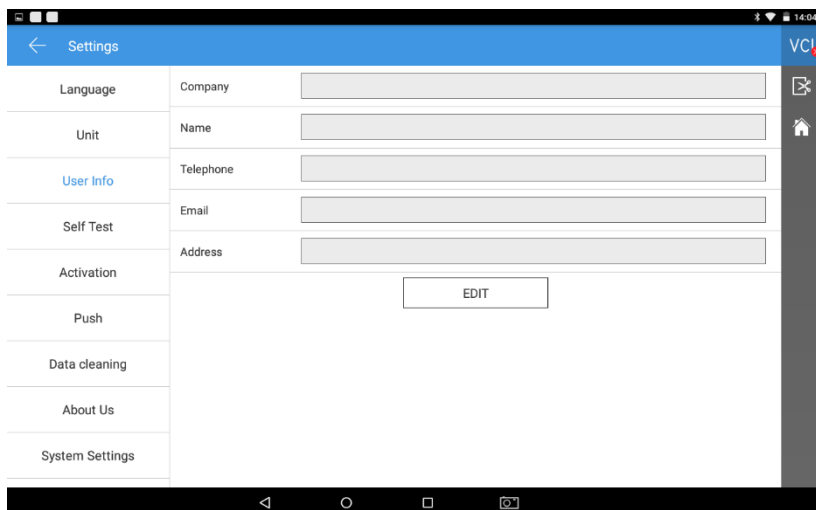 14:04
Settings
VCI
Language
Unit
User Info
Self Test
Activation
Push
Data cleaning
About Us
System Settings
Company
Name
Telephone
Email
Address
EDIT